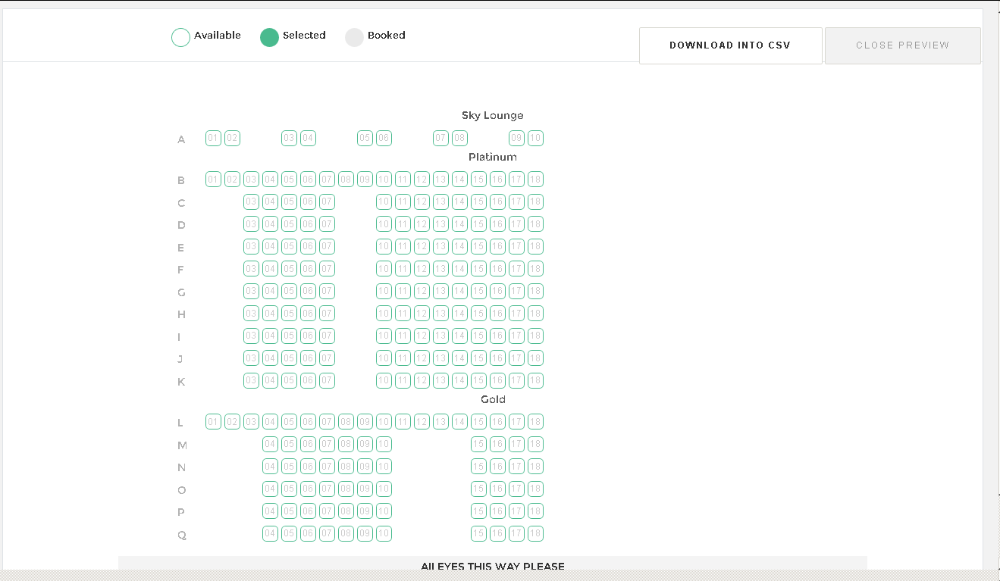 Available Selected Booked
DOWNLOAD INTO CSV CLOSE PREVIEW
Sky Lounge
A 01 02 03 04 05 06 07 08 09 10
Platinum
B 01 02 03 04 05 06 07 08 09 10 11 12 13 14 15 16 17 18
C 03 04 05 06 07 10 11 12 13 14 15 16 17 18
D 03 04 05 06 07 10 11 12 13 14 15 16 17 18
E 03 04 05 06 07 10 11 12 13 14 15 16 17 18
F 03 04 05 06 07 10 11 12 13 14 15 16 17 18
G 03 04 05 06 07 10 11 12 13 14 15 16 17 18
H 03 04 05 06 07 10 11 12 13 14 15 16 17 18
I 03 04 05 06 07 10 11 12 13 14 15 16 17 18
J 03 04 05 06 07 10 11 12 13 14 15 16 17 18
K 03 04 05 06 07 10 11 12 13 14 15 16 17 18
Gold
L 01 02 03 04 05 06 07 08 09 10 11 12 13 14 15 16 17 18
M 04 05 06 07 08 09 10 15 16 17 18
N 04 05 06 07 08 09 10 15 16 17 18
O 04 05 06 07 08 09 10 15 16 17 18
P 04 05 06 07 08 09 10 15 16 17 18
Q 04 05 06 07 08 09 10 15 16 17 18
All EYES THIS WAY PLEASE